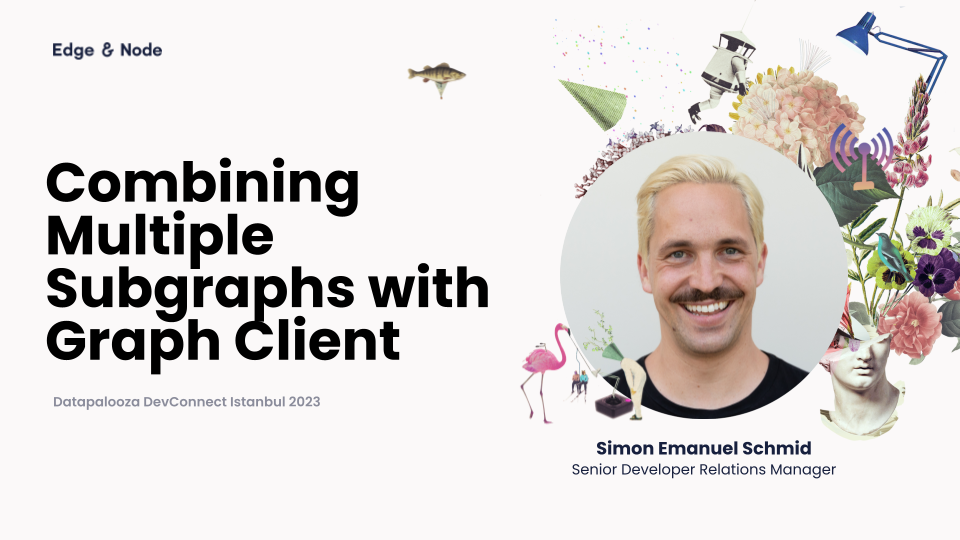 Edge & Node
Combining
Multiple
Subgraphs with
Graph Client
Datapalooza DevConnect Istanbul 2023
Simon Emanuel Schmid
Senior Developer Relations Manager